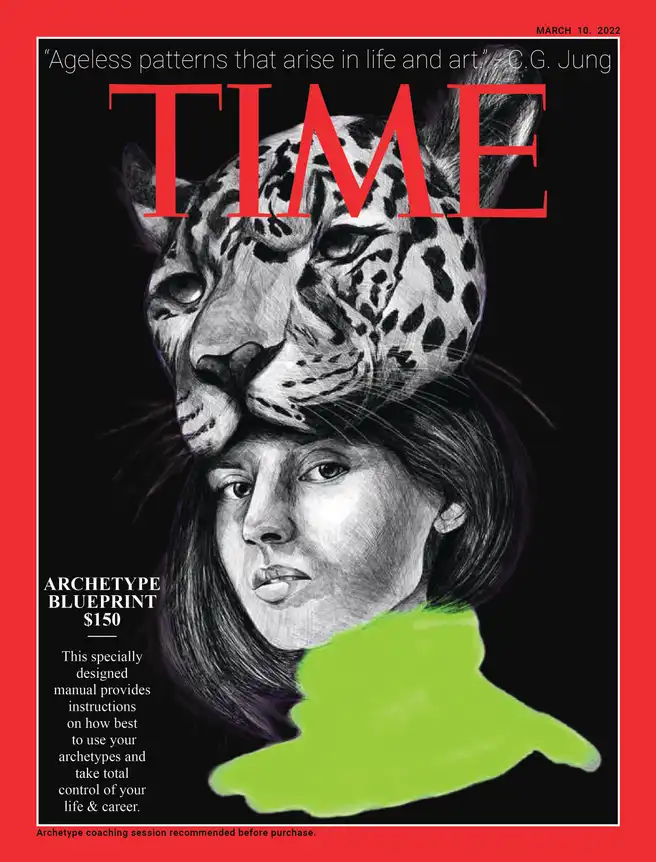 MARCH 10. 2022
“Ageless patterns that arise in life and art.” - C.G. Jung
TIME
ARCHETYPE
BLUEPRINT
$150
This specially
designed
manual provides
instructions
on how best
to use your
archetypes and
take total
control of your
life & career.
Archetype coaching session recommended before purchase.